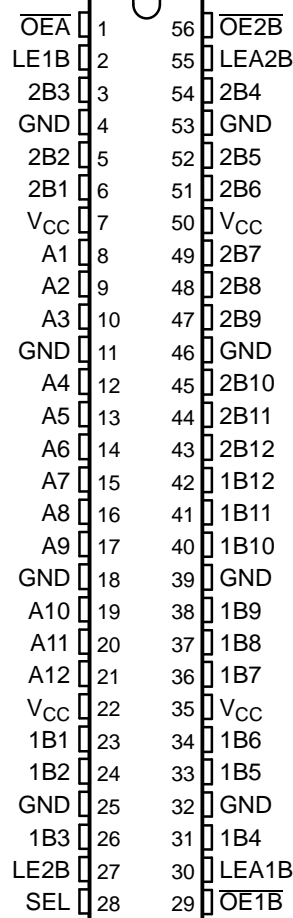 OEA 1 56 OE2B
LE1B 2 55 LEA2B
2B3 3 54 2B4
GND 4 53 GND
2B2 5 52 2B5
2B1 6 51 2B6
VCC 7 50 VCC
A1 8 49 2B7
A2 9 48 2B8
A3 10 47 2B9
GND 11 46 GND
A4 12 45 2B10
A5 13 44 2B11
A6 14 43 2B12
A7 15 42 1B12
A8 16 41 1B11
A9 17 40 1B10
GND 18 39 GND
A10 19 38 1B9
A11 20 37 1B8
A12 21 36 1B7
VCC 22 35 VCC
1B1 23 34 1B6
1B2 24 33 1B5
GND 25 32 GND
1B3 26 31 1B4
LE2B 27 30 LEA1B
SEL 28 29 OE1B